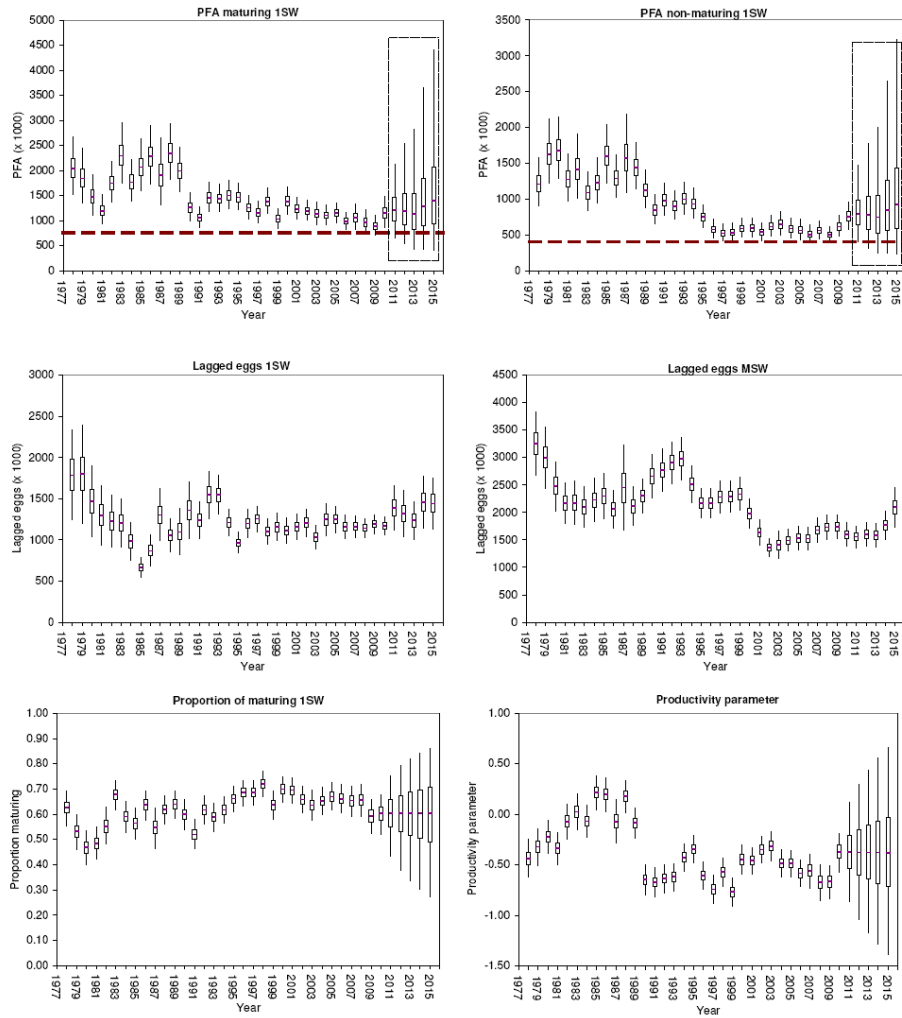 PFA maturing 1SW
5000
4500
4000
3500
3000
2500
2000
1500
1000
500
0
PFA (x 1000)
1977 1979 1981 1983 1985 1987 1989 1991 1993 1995 1997 1999 2001 2003 2005 2007 2009 2011 2013 2015
Year
PFA non-maturing 1SW
3500
3000
2500
2000
1500
1000
500
0
PFA (x 1000)
1977 1979 1981 1983 1985 1987 1989 1991 1993 1995 1997 1999 2001 2003 2005 2007 2009 2011 2013 2015
Year
Lagged eggs 1SW
3000
2500
2000
1500
1000
500
0
Lagged eggs (x 1000)
1977 1979 1981 1983 1985 1987 1989 1991 1993 1995 1997 1999 2001 2003 2005 2007 2009 2011 2013 2015
Year
Lagged eggs MSW
4500
4000
3500
3000
2500
2000
1500
1000
500
0
Lagged eggs (x 1000)
1977 1979 1981 1983 1985 1987 1989 1991 1993 1995 1997 1999 2001 2003 2005 2007 2009 2011 2013 2015
Year
Proportion of maturing 1SW
1.00
0.90
0.80
0.70
0.60
0.50
0.40
0.30
0.20
0.10
0.00
Proportion maturing
1977 1979 1981 1983 1985 1987 1989 1991 1993 1995 1997 1999 2001 2003 2005 2007 2009 2011 2013 2015
Year
Productivity parameter
1.00
0.50
0.00
-0.50
-1.00
-1.50
Productivity parameter
1977 1979 1981 1983 1985 1987 1989 1991 1993 1995 1997 1999 2001 2003 2005 2007 2009 2011 2013 2015
Year